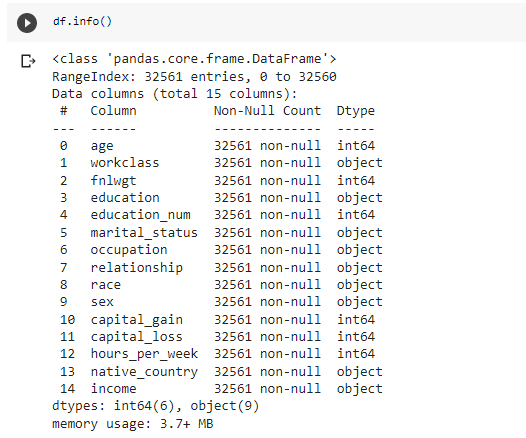 df.info()
<class 'pandas.core.frame.DataFrame'>
RangeIndex: 32561 entries, 0 to 32560
Data columns (total 15 columns):
 #   Column          Non-Null Count  Dtype
---  ------          --------------  -----
 0   age             32561 non-null  int64
 1   workclass       32561 non-null  object
 2   fnlwgt          32561 non-null  int64
 3   education       32561 non-null  object
 4   education_num   32561 non-null  int64
 5   marital_status  32561 non-null  object
 6   occupation      32561 non-null  object
 7   relationship    32561 non-null  object
 8   race            32561 non-null  object
 9   sex             32561 non-null  object
 10  capital_gain    32561 non-null  int64
 11  capital_loss    32561 non-null  int64
 12  hours_per_week  32561 non-null  int64
 13  native_country  32561 non-null  object
 14  income          32561 non-null  object
dtypes: int64(6), object(9)
memory usage: 3.7+ MB